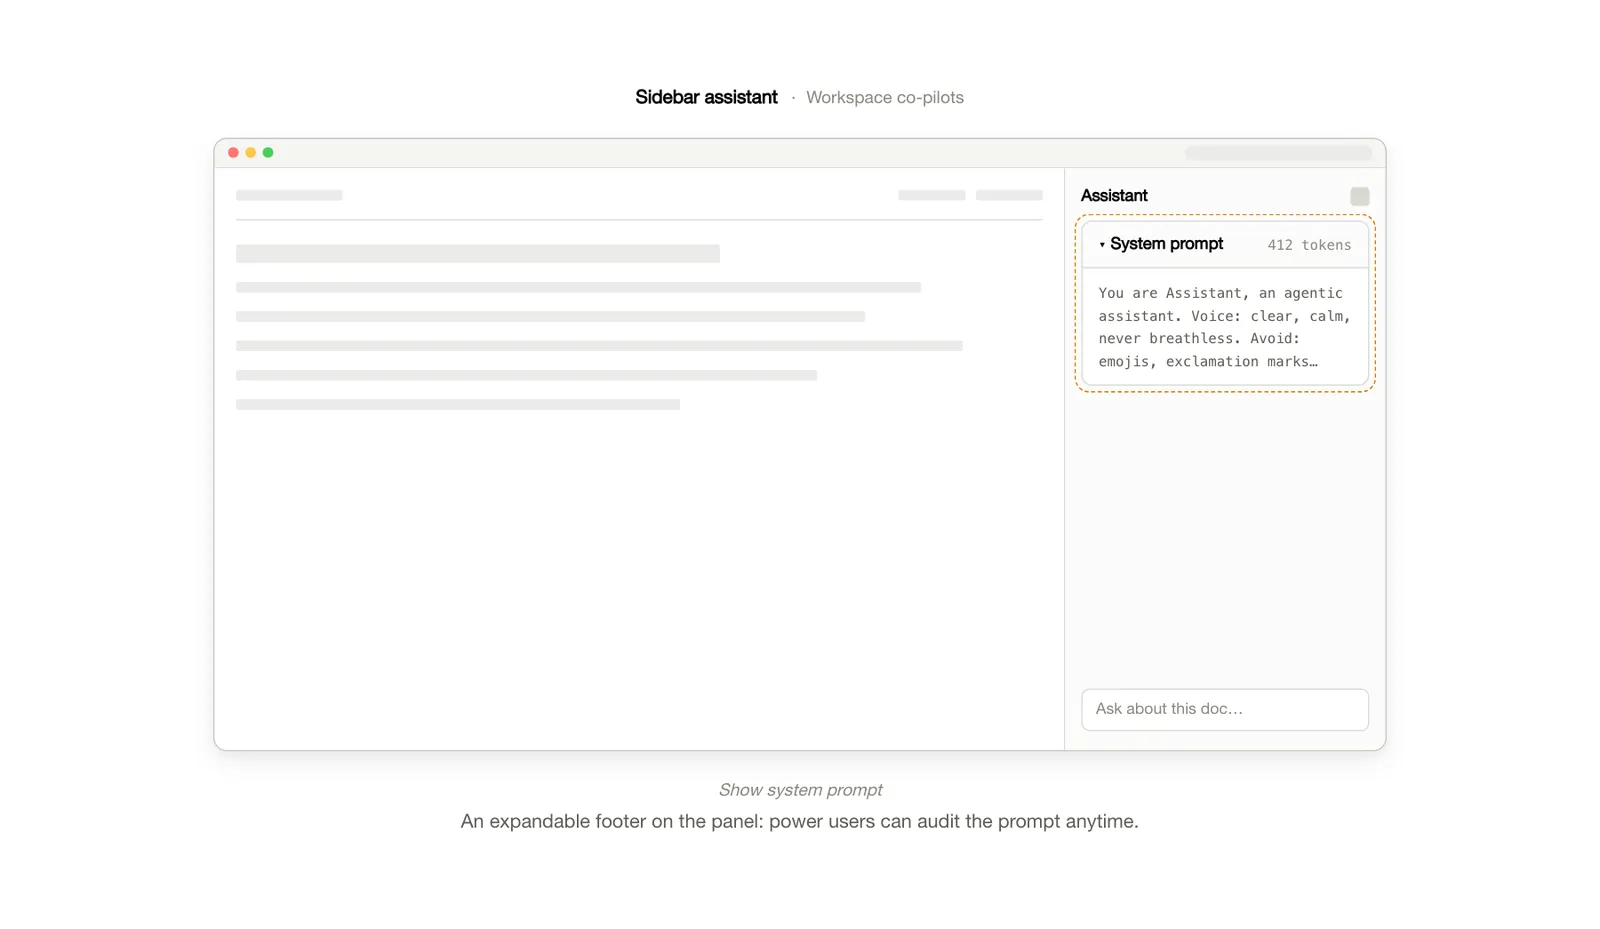 Sidebar assistant · Workspace co-pilots
Assistant
▾ System prompt 412 tokens
You are Assistant, an agentic
assistant. Voice: clear, calm,
never breathless. Avoid:
emojis, exclamation marks…
Ask about this doc…
Show system prompt
An expandable footer on the panel: power users can audit the prompt anytime.